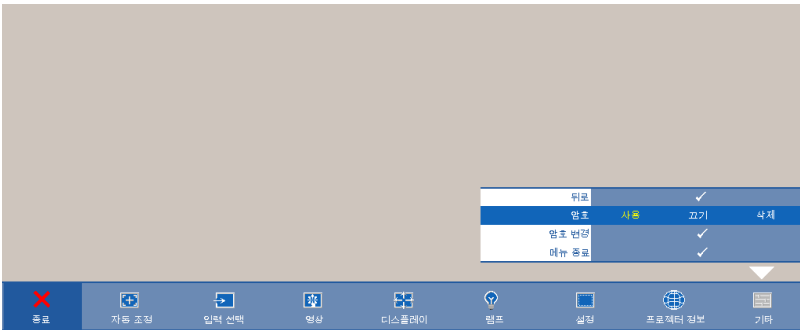 뒤로
암호 사용 끄기 삭제
암호 변경
메뉴 종료
종료 자동 조정 입력 선택 영상 디스플레이 램프 설정 프로젝터 정보 기타